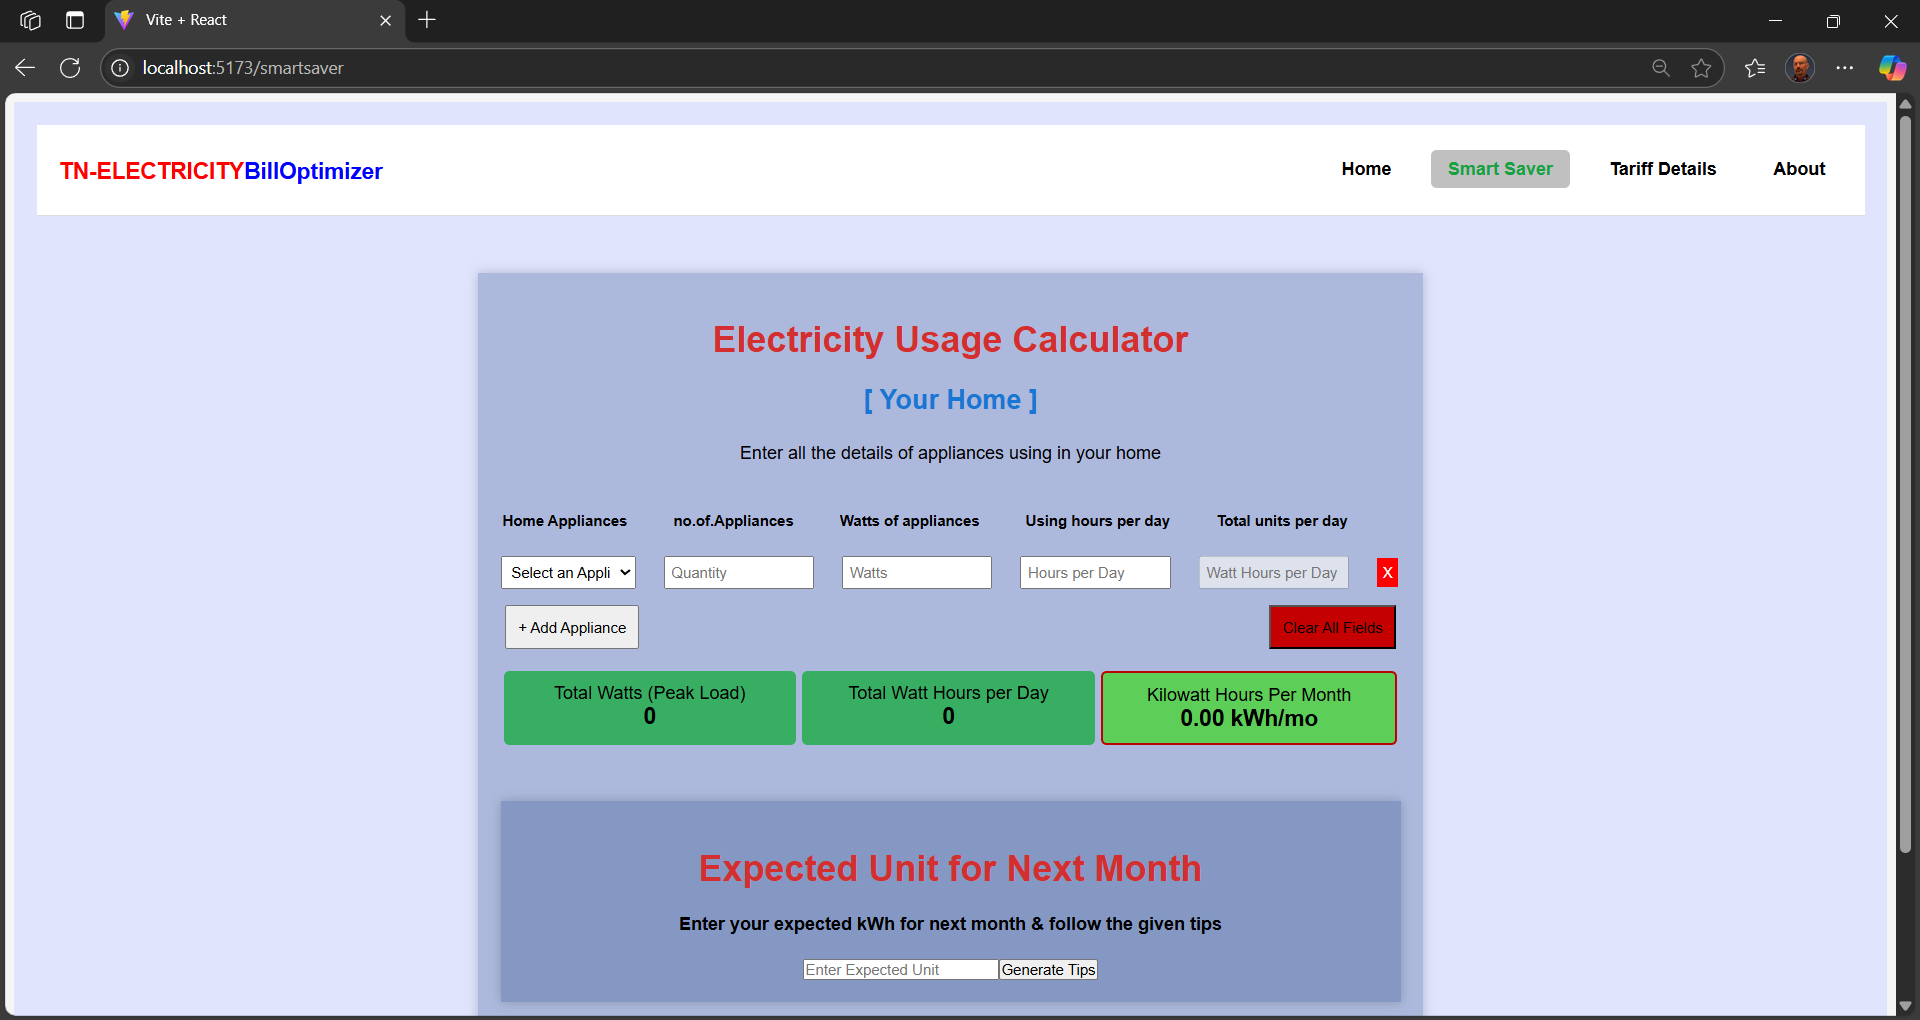 Vite + React
localhost:5173/smartsaver
TN-ELECTRICITYBillOptimizer
Home
Smart Saver
Tariff Details
About
Electricity Usage Calculator
[ Your Home ]
Enter all the details of appliances using in your home
Home Appliances
no.of.Appliances
Watts of appliances
Using hours per day
Total units per day
Select an Appli
Quantity
Watts
Hours per Day
Watt Hours per Day
X
+ Add Appliance
Clear All Fields
Total Watts (Peak Load)
0
Total Watt Hours per Day
0
Kilowatt Hours Per Month
0.00 kWh/mo
Expected Unit for Next Month
Enter your expected kWh for next month & follow the given tips
Enter Expected Unit
Generate Tips